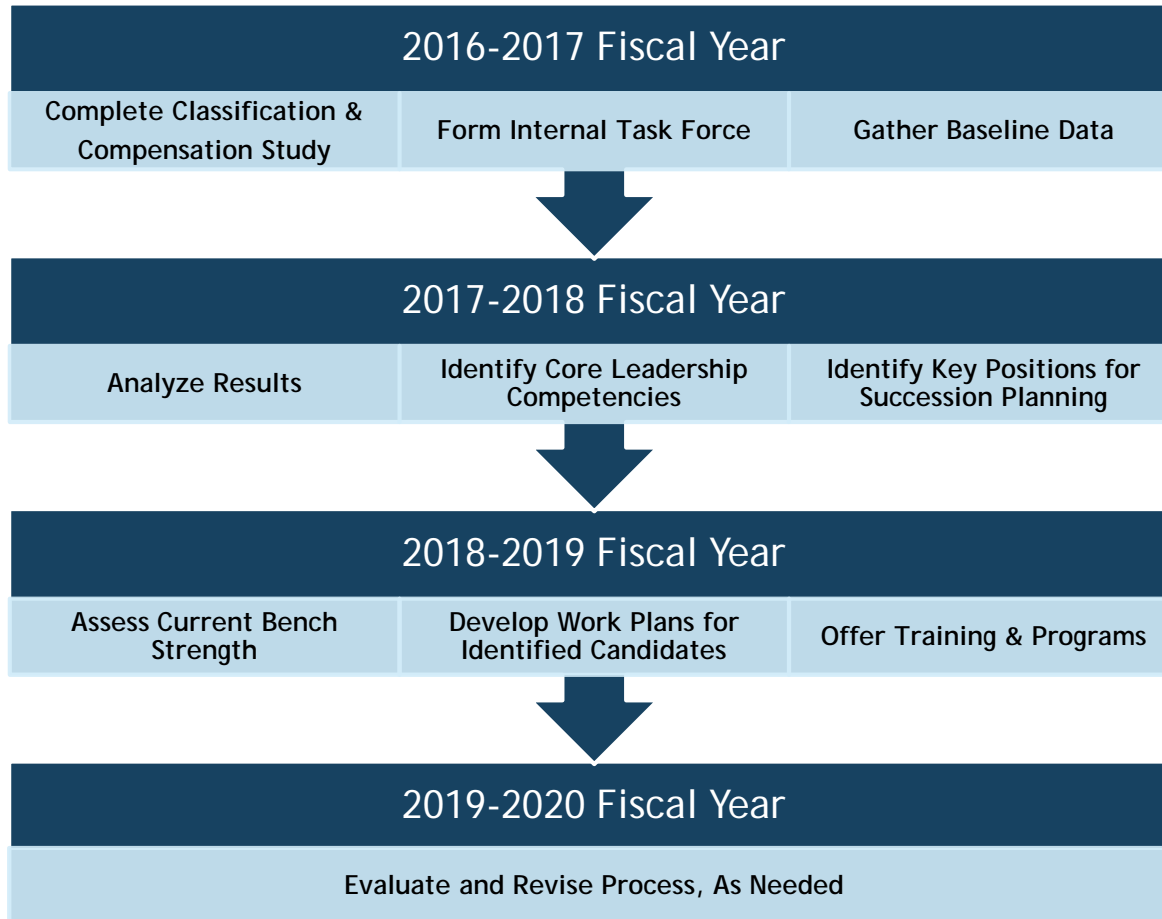 2016-2017 Fiscal Year
Complete Classification &
Compensation Study
Form Internal Task Force
Gather Baseline Data
2017-2018 Fiscal Year
Analyze Results
Identify Core Leadership
Competencies
Identify Key Positions for
Succession Planning
2018-2019 Fiscal Year
Assess Current Bench
Strength
Develop Work Plans for
Identified Candidates
Offer Training & Programs
2019-2020 Fiscal Year
Evaluate and Revise Process, As Needed